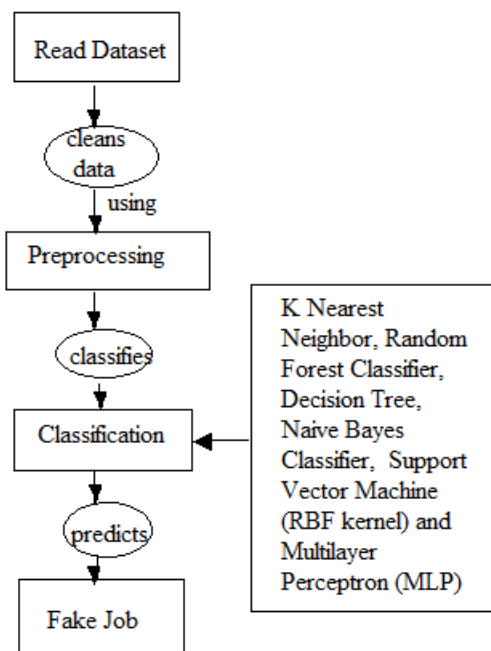 Read Dataset
cleans
data
using
Preprocessing
classifies
Classification
K Nearest
Neighbor, Random
Forest Classifier,
Decision Tree,
Naive Bayes
Classifier, Support
Vector Machine
(RBF kernel) and
Multilayer
Perceptron (MLP)
predicts
Fake Job